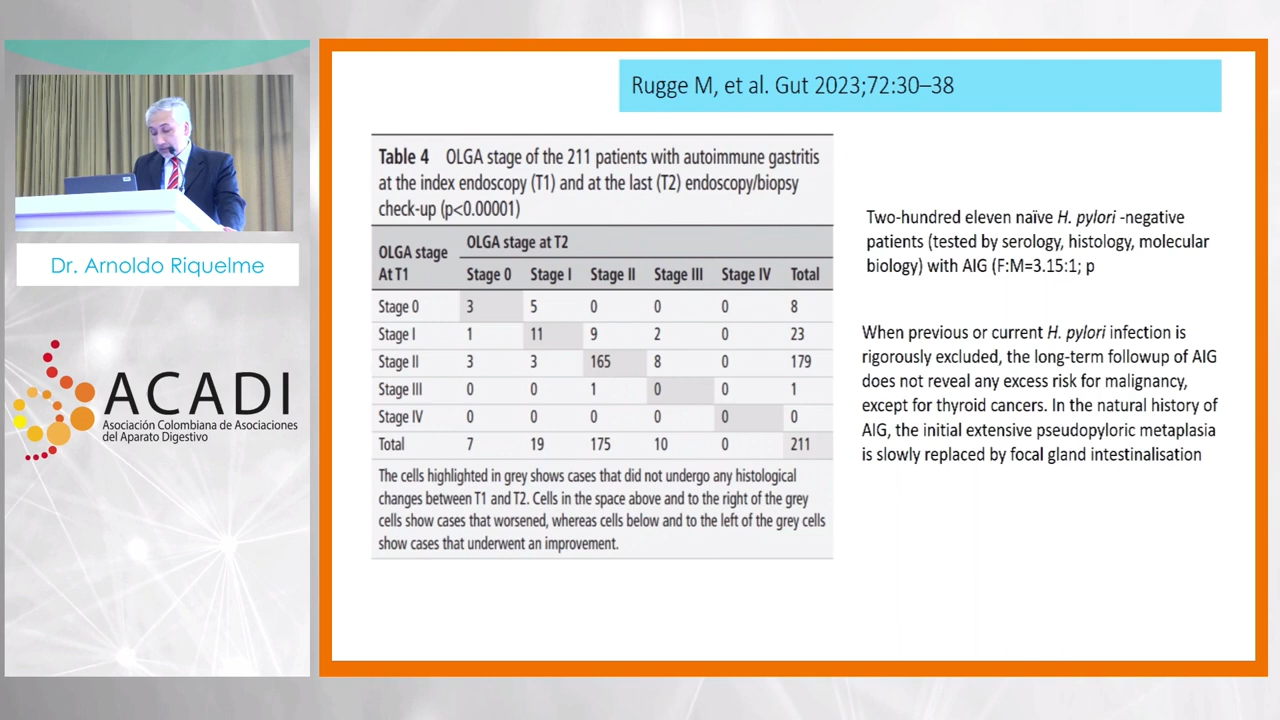 Rugge M, et al. Gut 2023;72:30–38
Dr. Arnoldo Riquelme
ACADI
Asociación Colombiana de Asociaciones
del Aparato Digestivo
Table 4 OLGA stage of the 211 patients with autoimmune gastritis
at the index endoscopy (T1) and at the last (T2) endoscopy/biopsy
check-up (p<0.00001)
OLGA stage
At T1
OLGA stage at T2
Stage 0 Stage I Stage II Stage III Stage IV Total
Stage 0 3 5 0 0 0 8
Stage I 1 11 9 2 0 23
Stage II 3 3 165 8 0 179
Stage III 0 0 1 0 0 1
Stage IV 0 0 0 0 0 0
Total 7 19 175 10 0 211
The cells highlighted in grey shows cases that did not undergo any histological
changes between T1 and T2. Cells in the space above and to the right of the grey
cells show cases that worsened, whereas cells below and to the left of the grey cells
show cases that underwent an improvement.
Two-hundred eleven naïve H. pylori -negative
patients (tested by serology, histology, molecular
biology) with AIG (F:M=3.15:1; p
When previous or current H. pylori infection is
rigorously excluded, the long-term followup of AIG
does not reveal any excess risk for malignancy,
except for thyroid cancers. In the natural history of
AIG, the initial extensive pseudopyloric metaplasia
is slowly replaced by focal gland intestinalisation